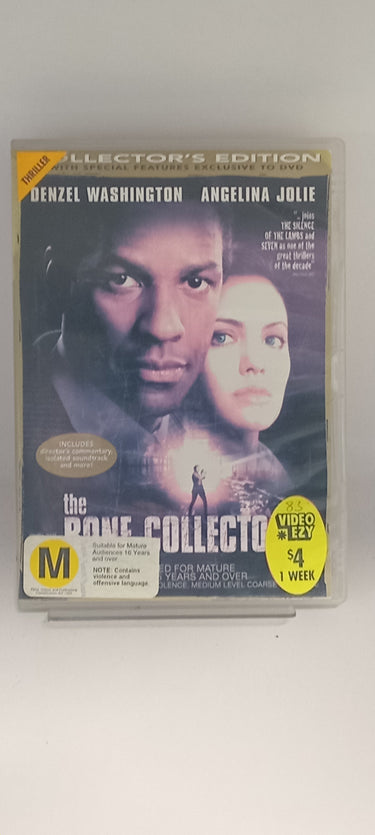 THRILLER
COLLECTOR'S EDITION
WITH SPECIAL FEATURES EXCLUSIVE TO DVD
DENZEL WASHINGTON ANGELINA JOLIE
"... joins
THE SILENCE
OF THE LAMBS and
SEVEN as one of the
great thrillers
of the decade"
INCLUDES
director's commentary,
isolated soundtrack
and more!
the
BONE COLLECTO
8.5
VIDEO
EZY
$4
1 WEEK
M
Suitable for Mature
Audiences 16 Years
and over.
NOTE: Contains
violence and
offensive language.
ED FOR MATURE
YEARS AND OVER
OLENCE, MEDIUM LEVEL COARSE